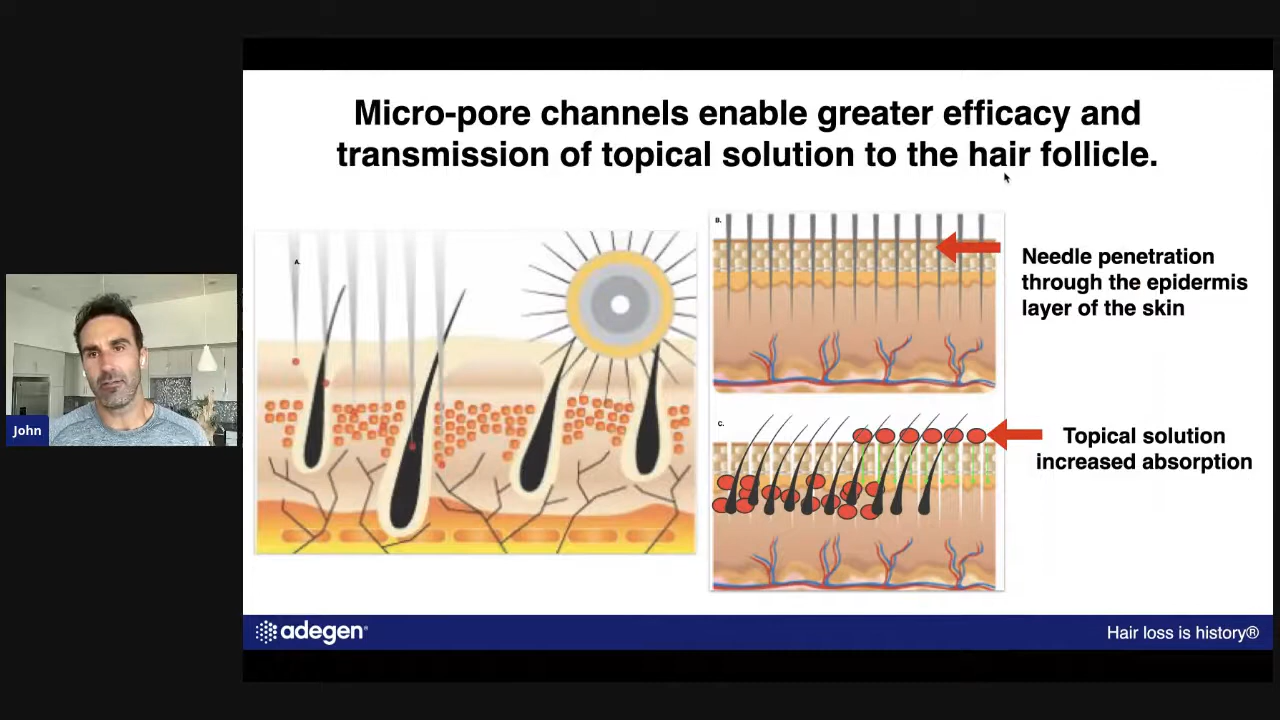 Micro-pore channels enable greater efficacy and
transmission of topical solution to the hair follicle.
A.
B.
Needle penetration
through the epidermis
layer of the skin
C.
Topical solution
increased absorption
John
adegen®
Hair loss is history®